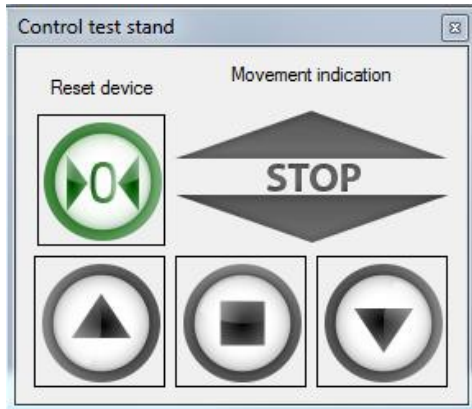 Control test stand
Movement indication
Reset device
0
STOP